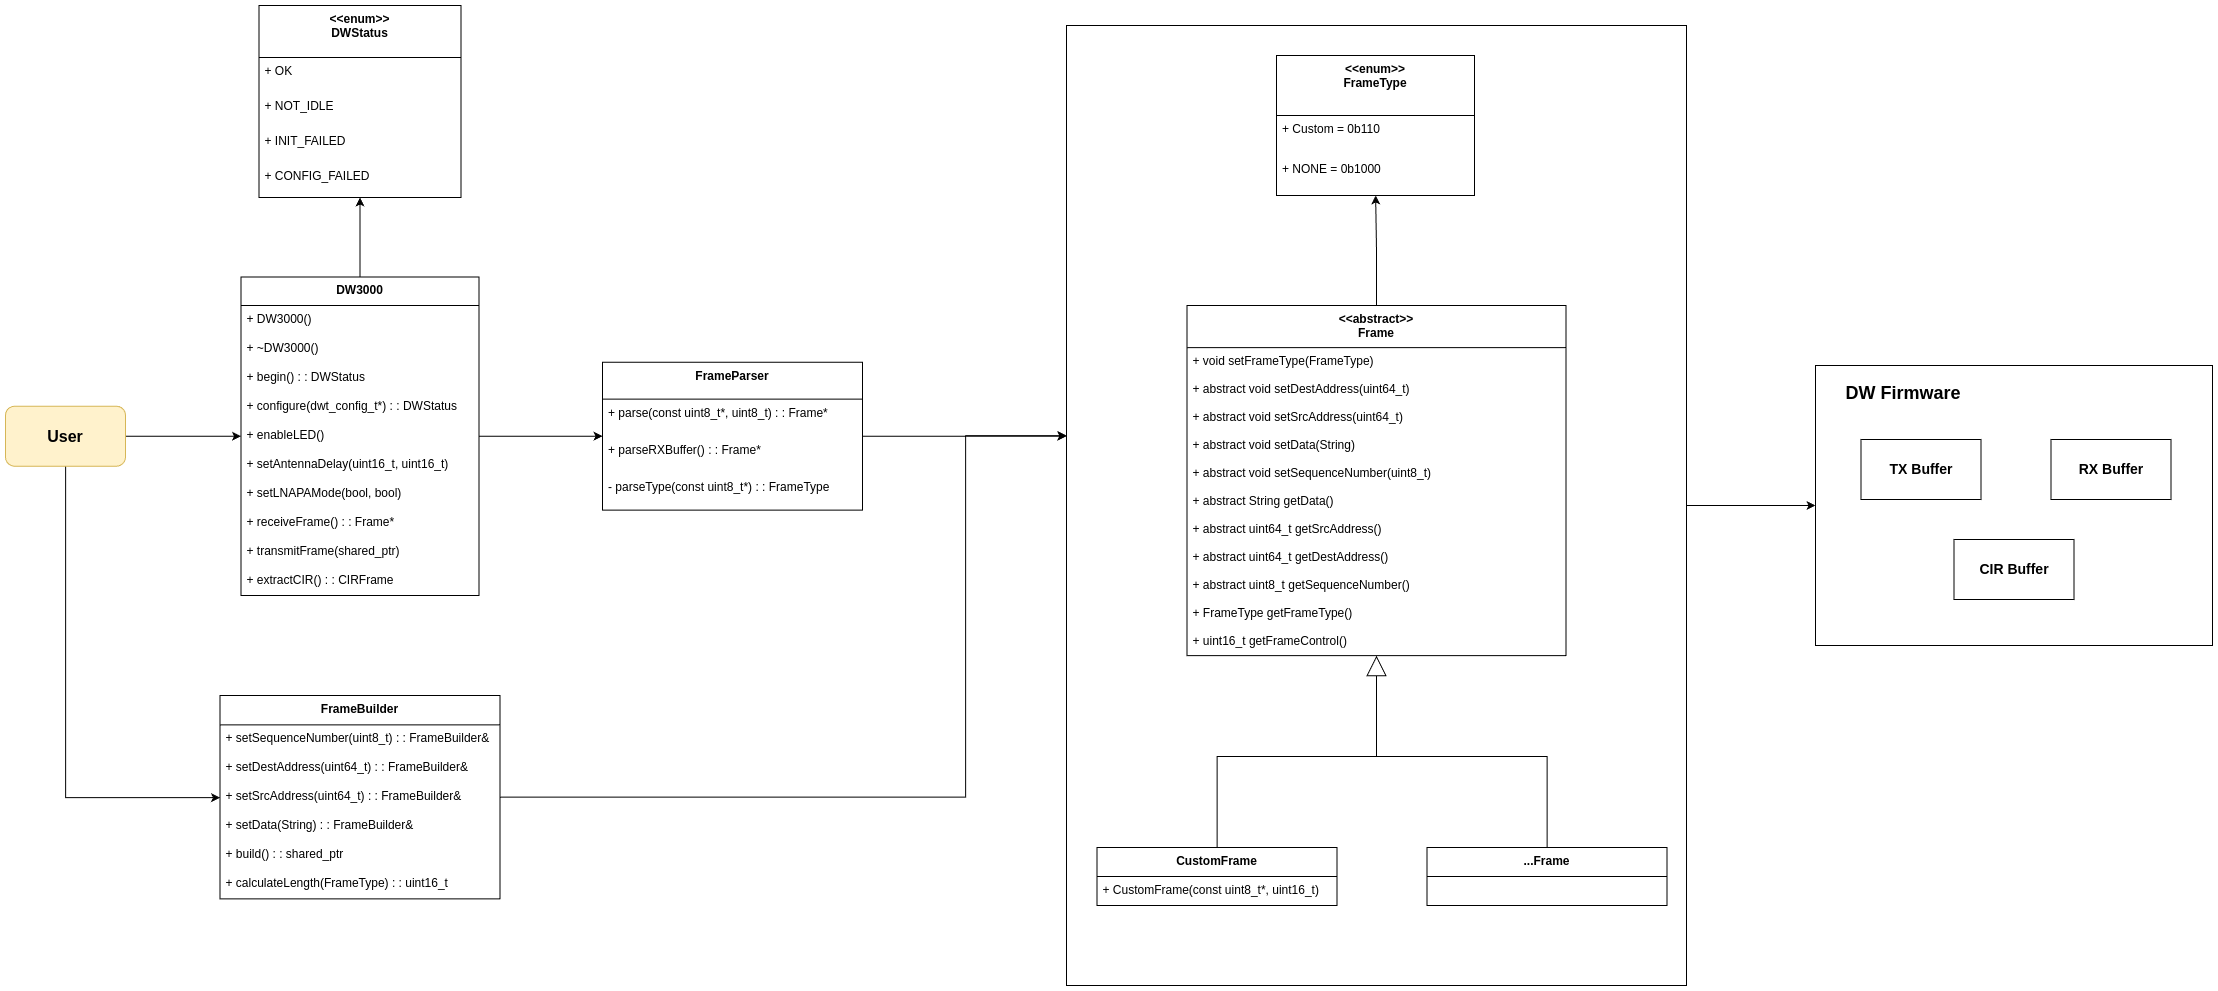 <<enum>>
DWStatus
+ OK
+ NOT_IDLE
+ INIT_FAILED
+ CONFIG_FAILED
User
DW3000
+ DW3000()
+ ~DW3000()
+ begin() : : DWStatus
+ configure(dwt_config_t*) : : DWStatus
+ enableLED()
+ setAntennaDelay(uint16_t, uint16_t)
+ setLNAPAMode(bool, bool)
+ receiveFrame() : : Frame*
+ transmitFrame(shared_ptr)
+ extractCIR() : : CIRFrame
FrameBuilder
+ setSequenceNumber(uint8_t) : : FrameBuilder&
+ setDestAddress(uint64_t) : : FrameBuilder&
+ setSrcAddress(uint64_t) : : FrameBuilder&
+ setData(String) : : FrameBuilder&
+ build() : : shared_ptr
+ calculateLength(FrameType) : : uint16_t
FrameParser
+ parse(const uint8_t*, uint8_t) : : Frame*
+ parseRXBuffer() : : Frame*
- parseType(const uint8_t*) : : FrameType
<<enum>>
FrameType
+ Custom = 0b110
+ NONE = 0b1000
<<abstract>>
Frame
+ void setFrameType(FrameType)
+ abstract void setDestAddress(uint64_t)
+ abstract void setSrcAddress(uint64_t)
+ abstract void setData(String)
+ abstract void setSequenceNumber(uint8_t)
+ abstract String getData()
+ abstract uint64_t getSrcAddress()
+ abstract uint64_t getDestAddress()
+ abstract uint8_t getSequenceNumber()
+ FrameType getFrameType()
+ uint16_t getFrameControl()
CustomFrame
+ CustomFrame(const uint8_t*, uint16_t)
...Frame
DW Firmware
TX Buffer
RX Buffer
CIR Buffer